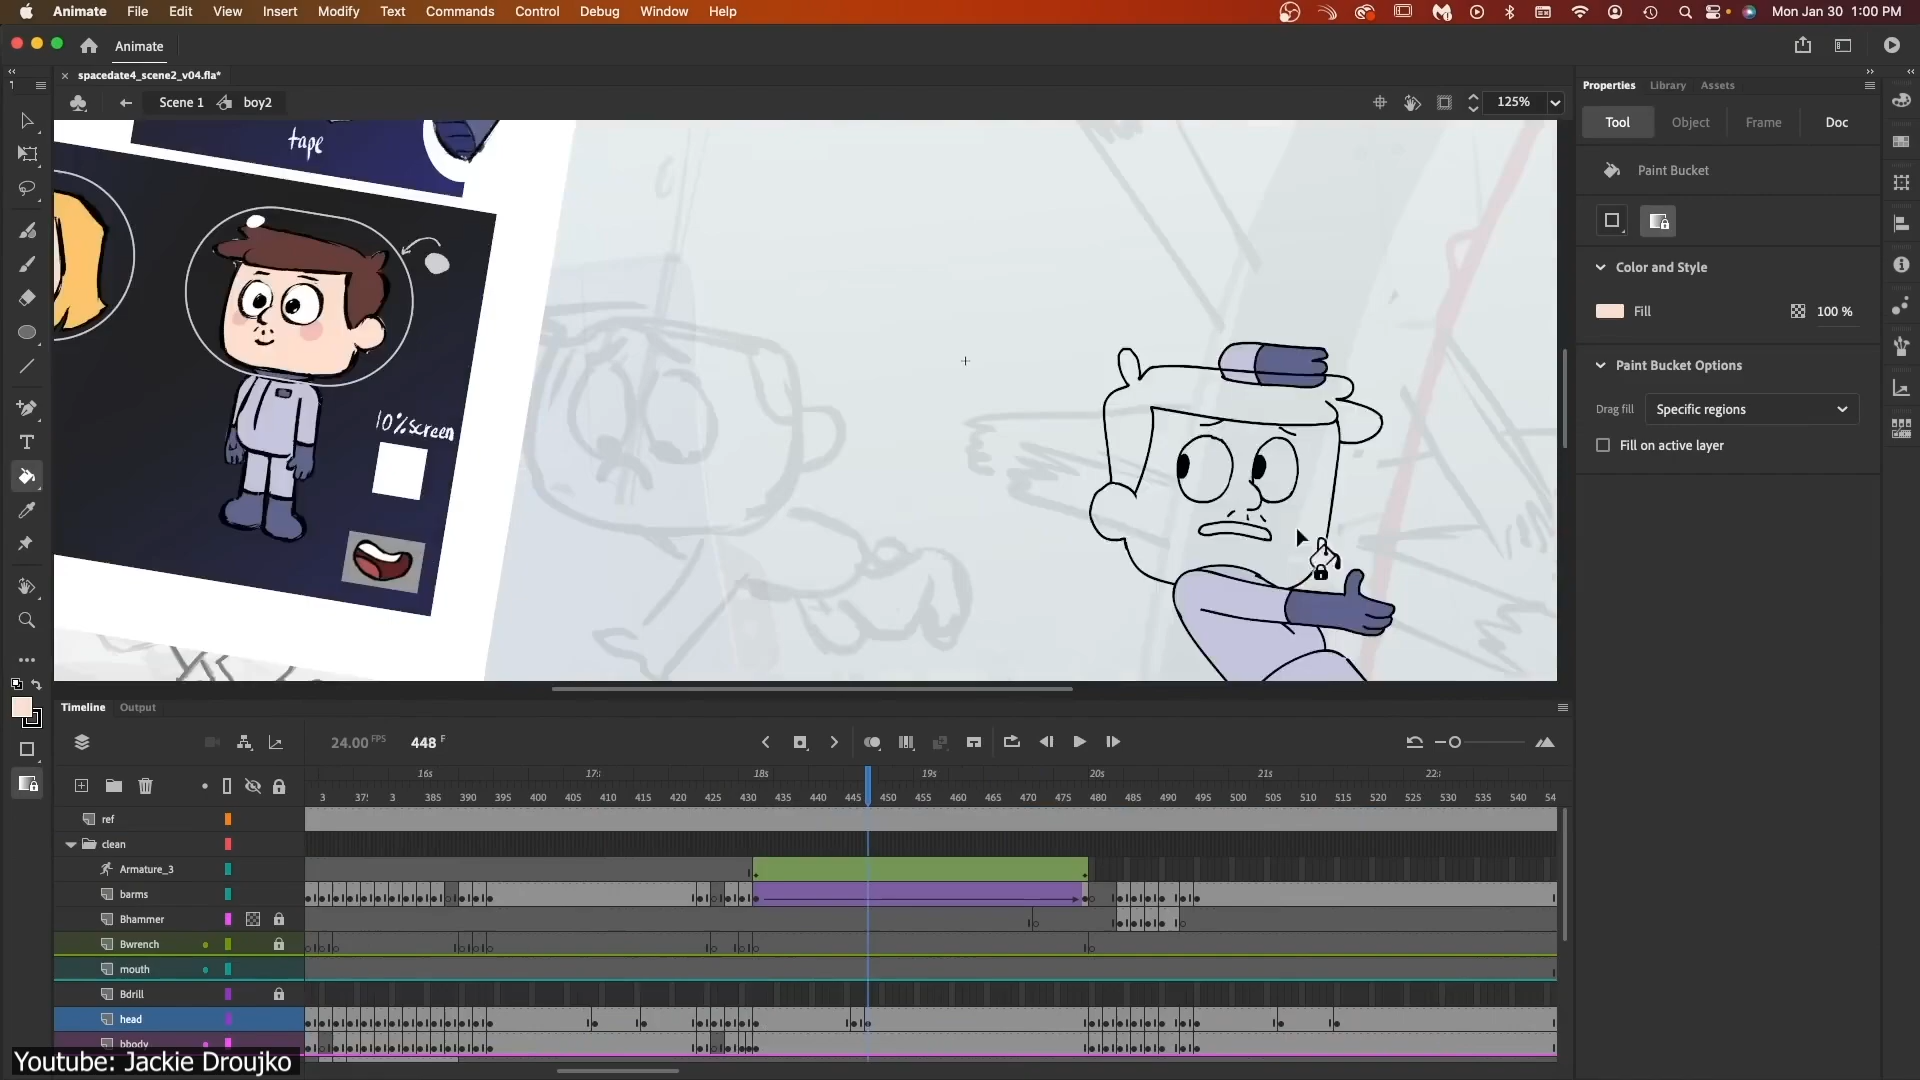 Animate File Edit View Insert Modify Text Commands Control Debug Window Help Mon Jan 30 1:00 PM
Animate
spacedate4_scene2_v04.fla*
Scene 1 boy2 125%
tape
10% screen
Properties Library Assets
Tool Object Frame Doc
Paint Bucket
Color and Style
Fill 100 %
Paint Bucket Options
Drag fill Specific regions
Fill on active layer
Timeline Output
24.00 FPS 448 F
16s 18s 19s 20s 21s
385 390 395 400 405 410 415 420 425 430 435 440 445 450 455 460 465 470 475 480 485 490 495 500 505 510 515 520 525 530 535 540 54
ref
clean
Armature_3
barms
Bhammer
Bwrench
mouth
Bdrill
head
bbody
Youtube: Jackie Droujko